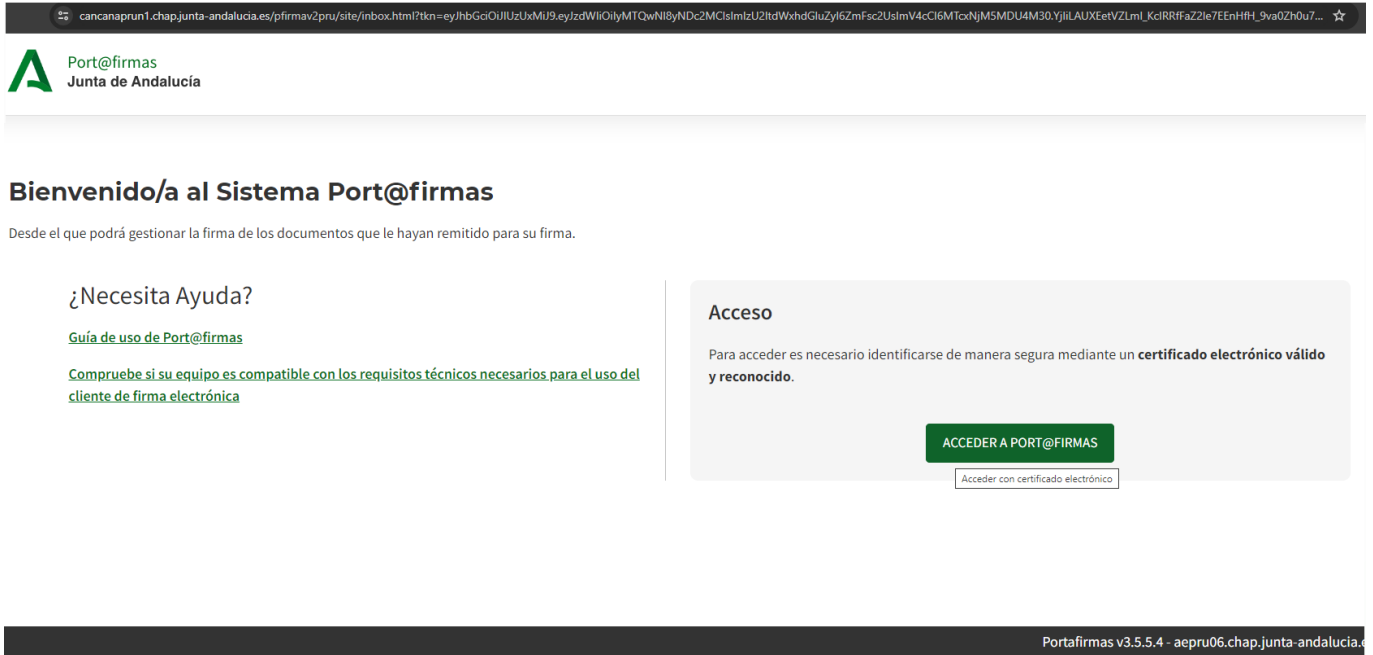 cancanaprun1.chap.junta-andalucia.es/pfirmav2pru/site/inbox.html?tkn=
Port@firmas
Junta de Andalucía
Bienvenido/a al Sistema Port@firmas
Desde el que podrá gestionar la firma de los documentos que le hayan remitido para su firma.
¿Necesita Ayuda?
Guía de uso de Port@firmas
Compruebe si su equipo es compatible con los requisitos técnicos necesarios para el uso del
cliente de firma electrónica
Acceso
Para acceder es necesario identificarse de manera segura mediante un certificado electrónico válido
y reconocido.
ACCEDER A PORT@FIRMAS
Acceder con certificado electrónico
Portafirmas v3.5.5.4 - aepru06.chap.junta-andalucia.